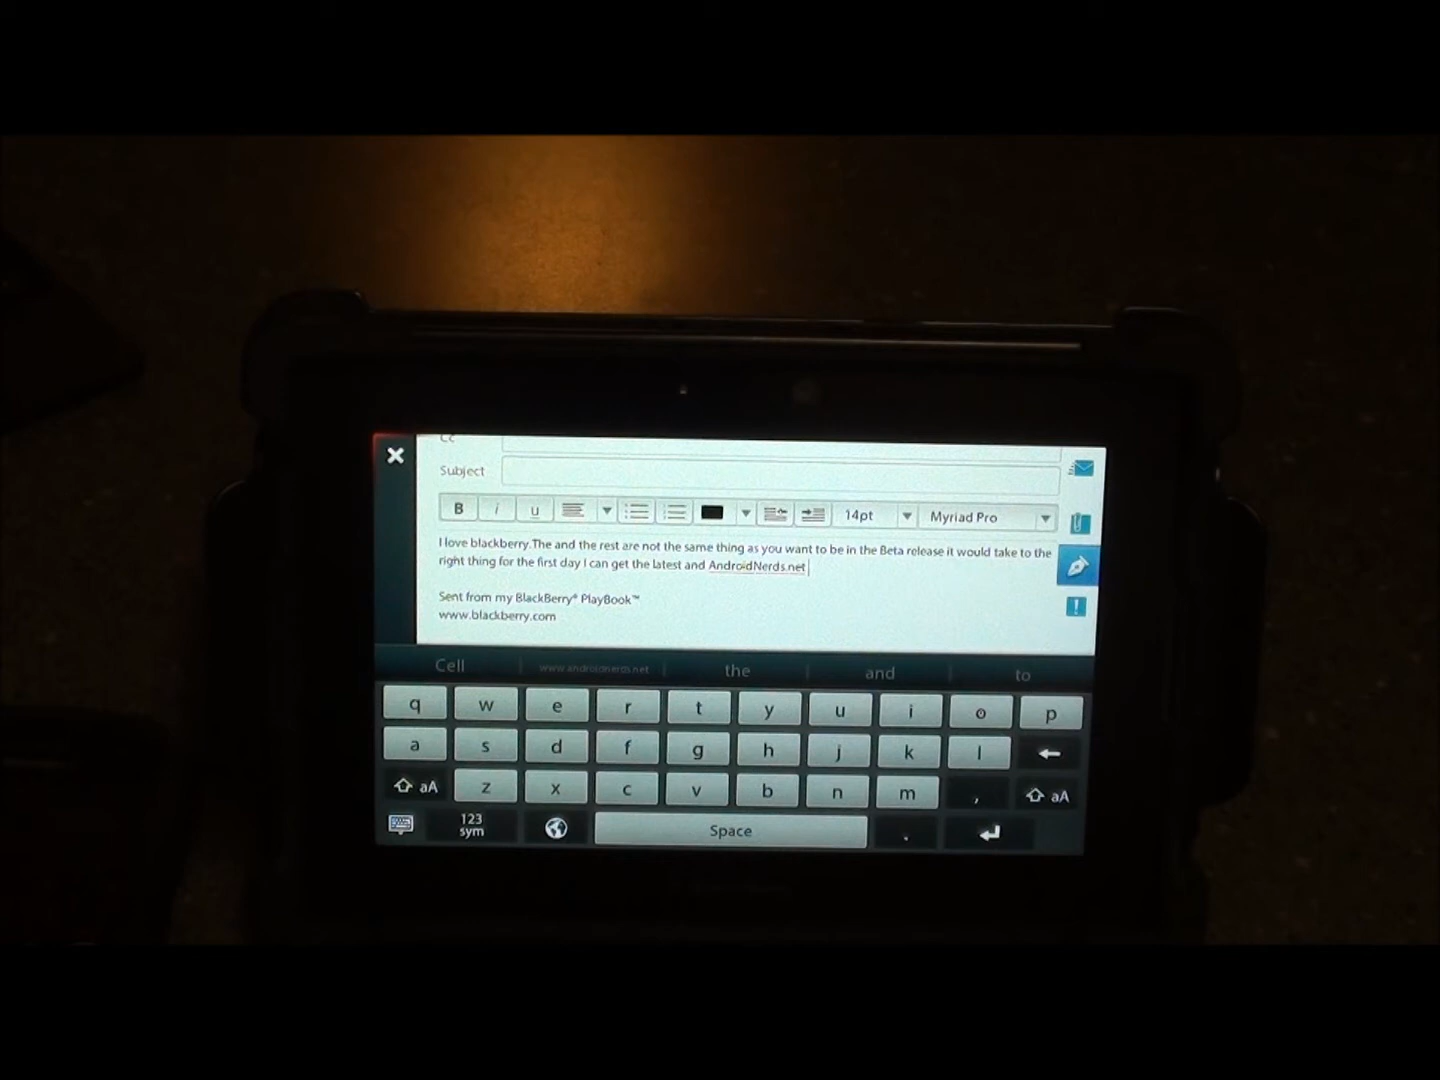 Cc
Subject
B i u 14pt Myriad Pro
I love blackberry.The and the rest are not the same thing as you want to be in the Beta release it would take to the
right thing for the first day I can get the latest and AndroidNerds.net
Sent from my BlackBerry® PlayBook™
www.blackberry.com
Cell www.androidnerds.net the and to
q w e r t y u i o p
a s d f g h j k l
aA z x c v b n m , aA
123
sym
Space .